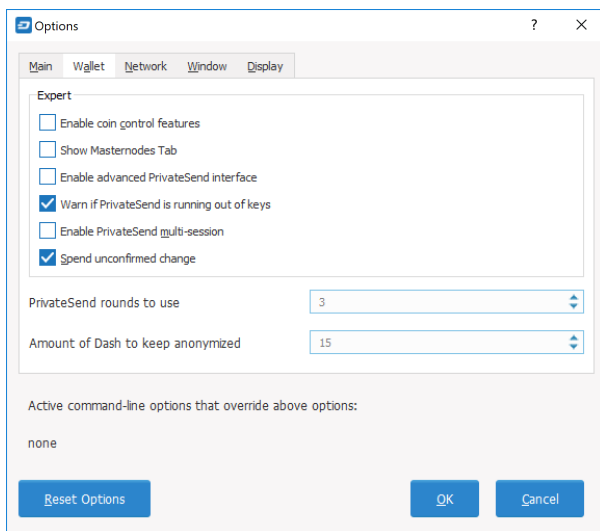 Options
?
Main Wallet Network Window Display
Expert
Enable coin control features
Show Masternodes Tab
Enable advanced PrivateSend interface
Warn if PrivateSend is running out of keys
Enable PrivateSend multi-session
Spend unconfirmed change
PrivateSend rounds to use 3
Amount of Dash to keep anonymized 15
Active command-line options that override above options:
none
Reset Options OK Cancel